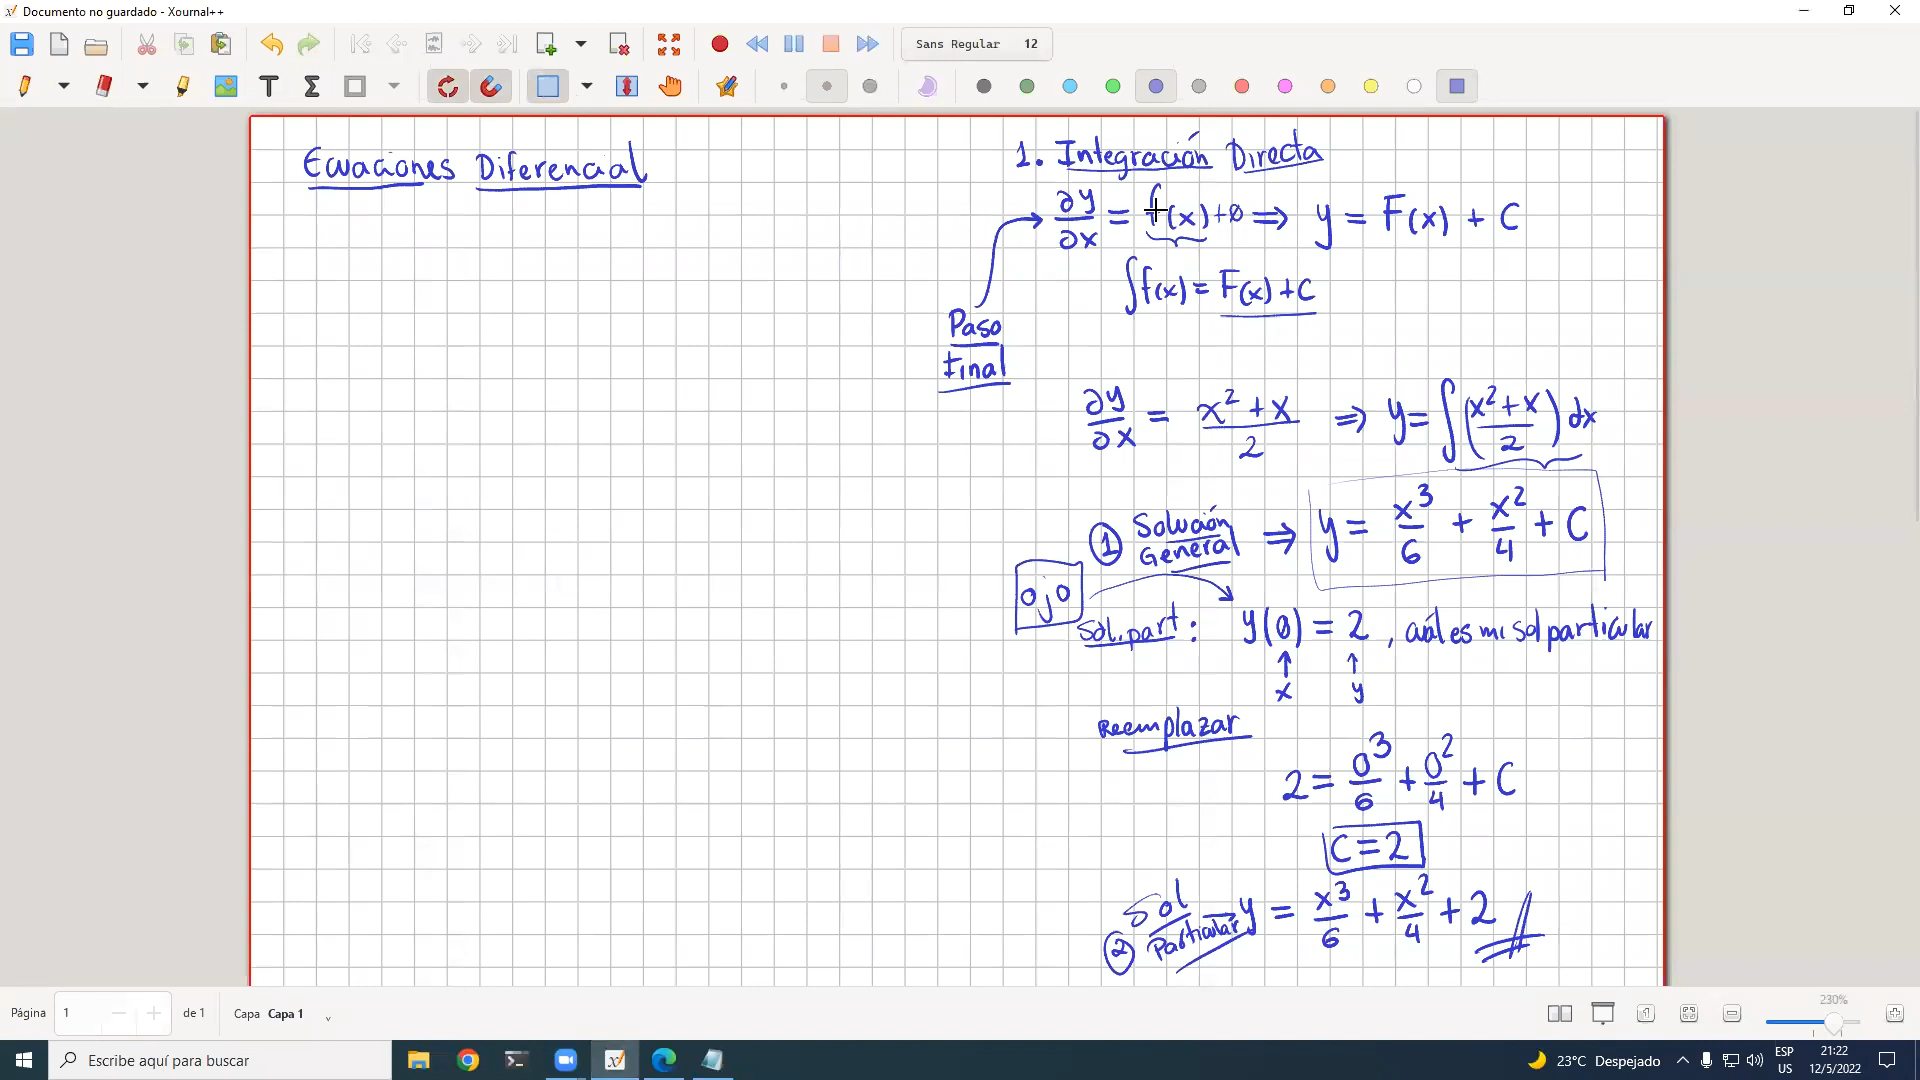 Documento no guardado - Xournal++
Sans Regular 12
Ecuaciones Diferencial
1. Integración Directa
∂y/∂x = f(x) + 0 ⇒ y = F(x) + C
∫f(x) = F(x) + C
Paso
Final
∂y/∂x = (x² + x)/2 ⇒ y = ∫((x² + x)/2) dx
① Solución
General ⇒ y = x³/6 + x²/4 + C
Ojo
Sol. part : y(0) = 2 , cuál es mi sol particular
x y
Reemplazar
2 = 0³/6 + 0²/4 + C
C = 2
② Sol
Particular → y = x³/6 + x²/4 + 2
Página 1 de 1 Capa Capa 1
230%
Escribe aquí para buscar
23°C Despejado
ESP
US
21:22
12/5/2022